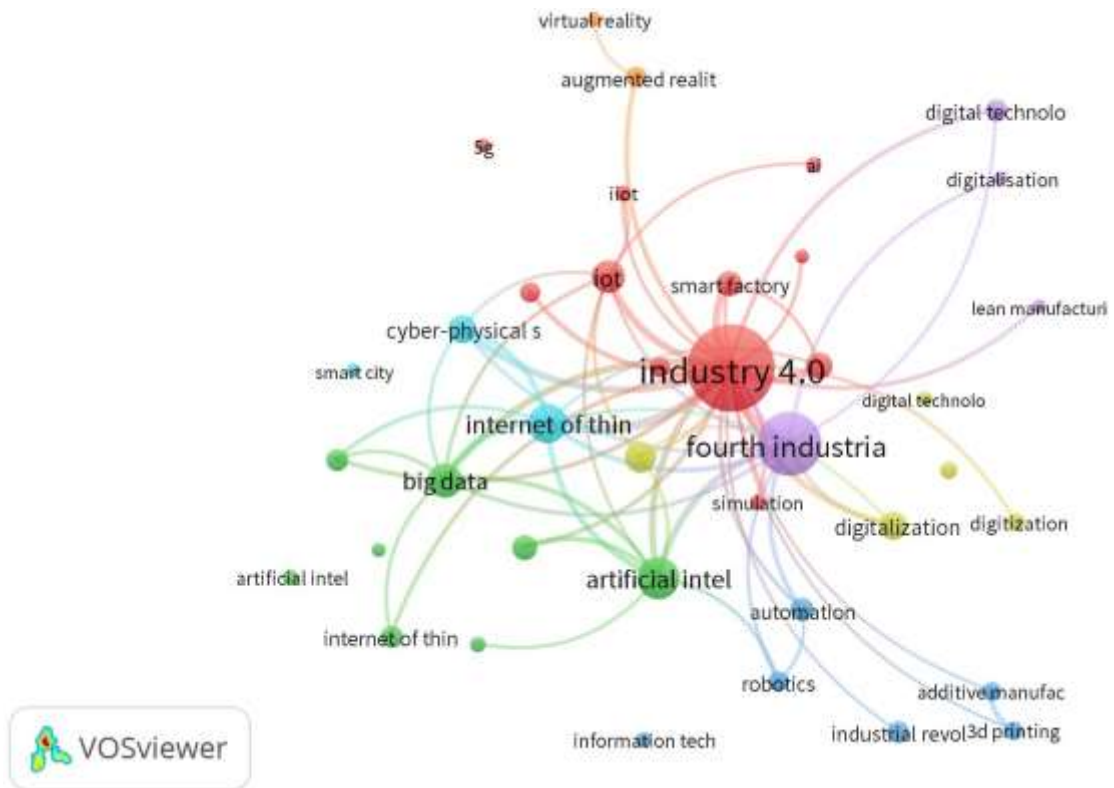 virtual reality
augmented realit
digital technolo
5g
ai
digitalisation
iiot
iot
smart factory
lean manufacturi
cyber-physical s
smart city
industry 4.0
digital technolo
internet of thin
fourth industria
big data
simulation
digitalization
digitization
artificial intel
artificial intel
automation
internet of thin
robotics
additive manufac
information tech
industrial revol
3d printing
VOSviewer